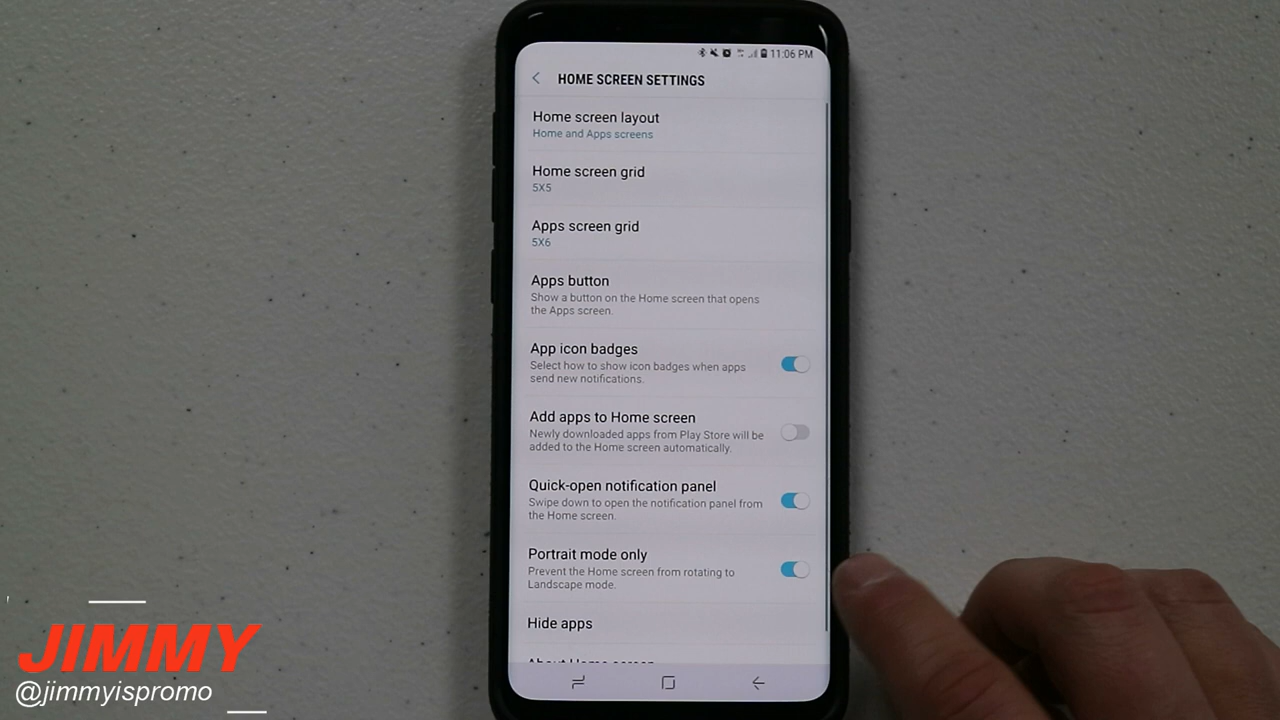 11:06 PM
HOME SCREEN SETTINGS
Home screen layout
Home and Apps screens
Home screen grid
5X5
Apps screen grid
5X6
Apps button
Show a button on the Home screen that opens
the Apps screen.
App icon badges
Select how to show icon badges when apps
send new notifications.
Add apps to Home screen
Newly downloaded apps from Play Store will be
added to the Home screen automatically.
Quick-open notification panel
Swipe down to open the notification panel from
the Home screen.
Portrait mode only
Prevent the Home screen from rotating to
Landscape mode.
Hide apps
About Home screen
JIMMY
@jimmyispromo